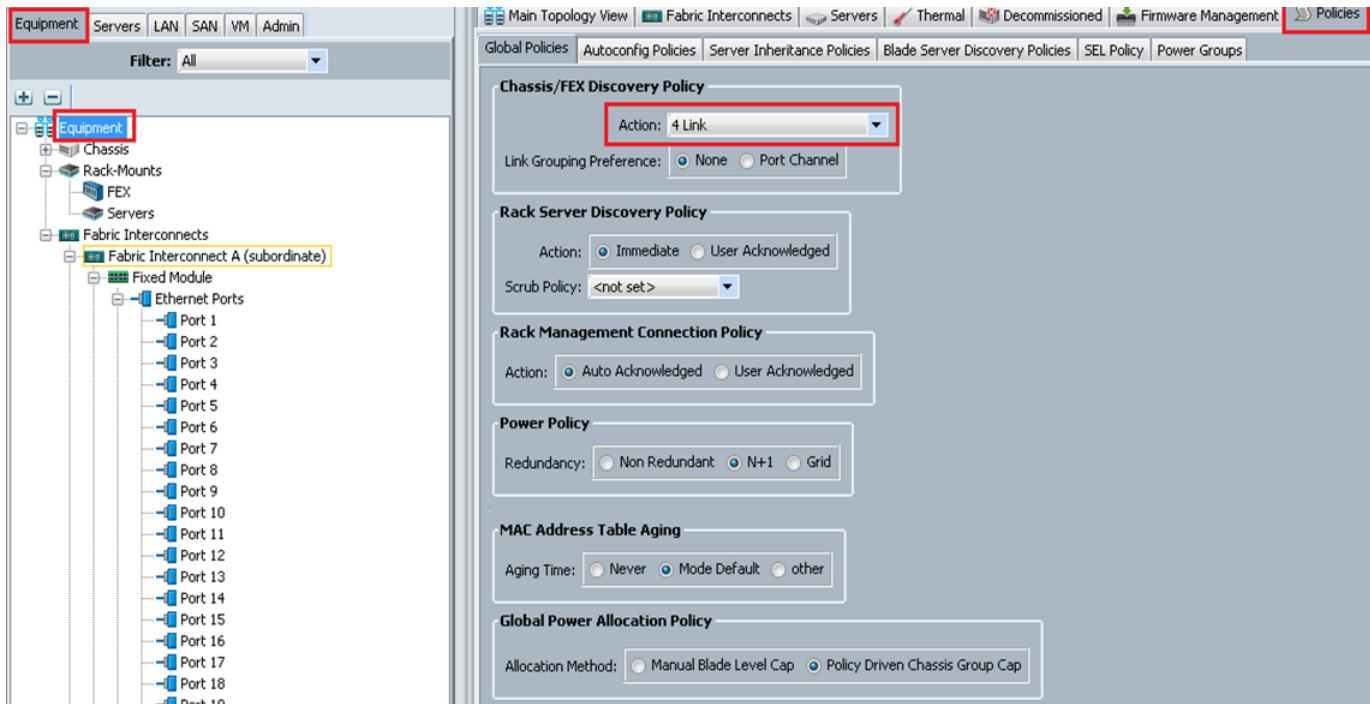 Equipment Servers LAN SAN VM Admin
Filter: All
Equipment
Chassis
Rack-Mounts
FEX
Servers
Fabric Interconnects
Fabric Interconnect A (subordinate)
Fixed Module
Ethernet Ports
Port 1
Port 2
Port 3
Port 4
Port 5
Port 6
Port 7
Port 8
Port 9
Port 10
Port 11
Port 12
Port 13
Port 14
Port 15
Port 16
Port 17
Port 18
Port 19
Main Topology View Fabric Interconnects Servers Thermal Decommissioned Firmware Management Policies
Global Policies Autoconfig Policies Server Inheritance Policies Blade Server Discovery Policies SEL Policy Power Groups
Chassis/FEX Discovery Policy
Action: 4 Link
Link Grouping Preference: None Port Channel
Rack Server Discovery Policy
Action: Immediate User Acknowledged
Scrub Policy: <not set>
Rack Management Connection Policy
Action: Auto Acknowledged User Acknowledged
Power Policy
Redundancy: Non Redundant N+1 Grid
MAC Address Table Aging
Aging Time: Never Mode Default other
Global Power Allocation Policy
Allocation Method: Manual Blade Level Cap Policy Driven Chassis Group Cap